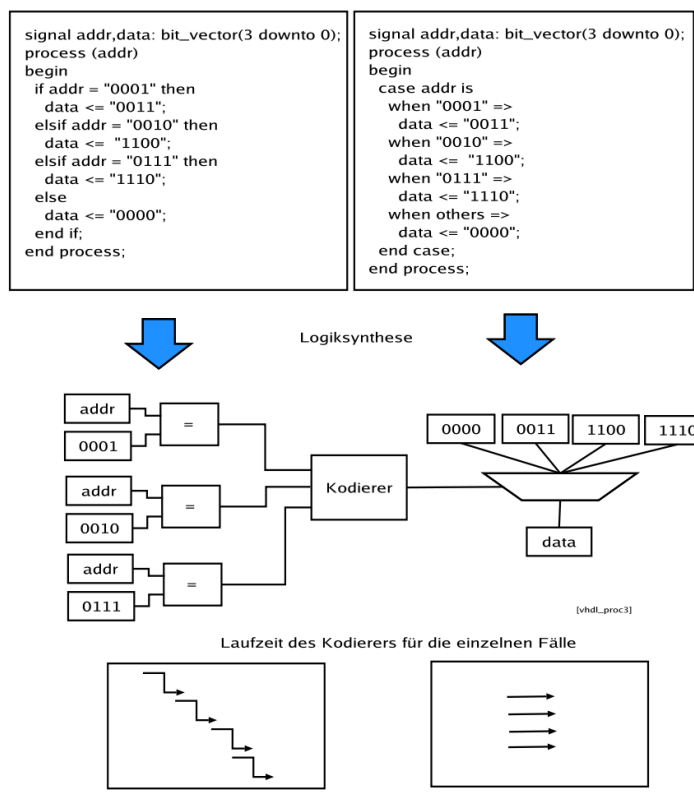 signal addr,data: bit_vector(3 downto 0);
process (addr)
begin
if addr = "0001" then
data <= "0011";
elsif addr = "0010" then
data <=  "1100";
elsif addr = "0111" then
data <= "1110";
else
data <= "0000";
end if;
end process;
signal addr,data: bit_vector(3 downto 0);
process (addr)
begin
case addr is
when "0001" =>
data <= "0011";
when "0010" =>
data <=  "1100";
when "0111" =>
data <= "1110";
when others =>
data <= "0000";
end case;
end process;
Logiksynthese
addr
=
0001
addr
=
0010
addr
=
0111
Kodierer
0000
0011
1100
1110
data
[vhdl_proc3]
Laufzeit des Kodierers für die einzelnen Fälle